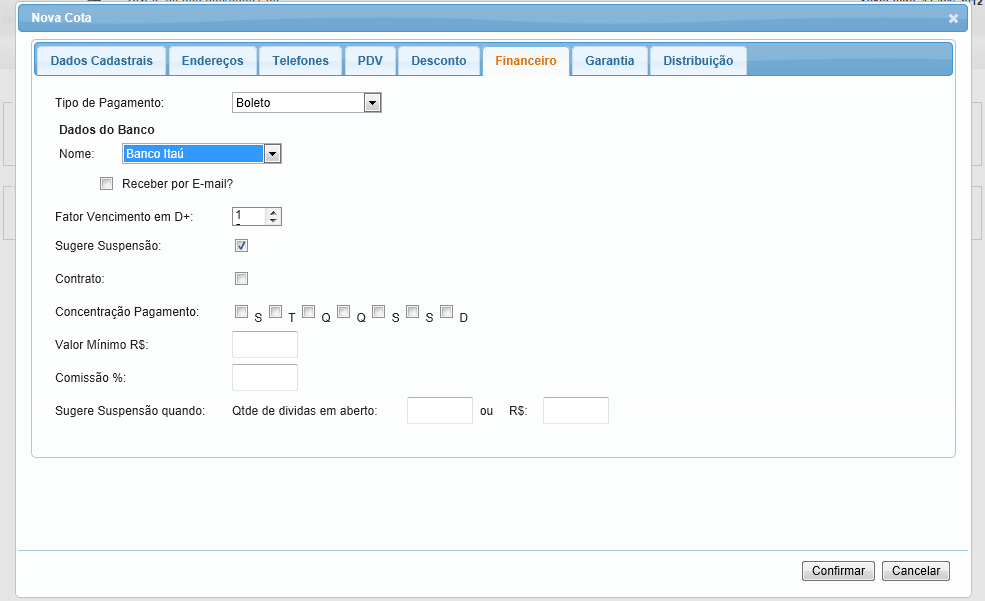 Nova Cota
Dados Cadastrais Endereços Telefones PDV Desconto Financeiro Garantia Distribuição
Tipo de Pagamento: Boleto
Dados do Banco
Nome: Banco Itaú
Receber por E-mail?
Fator Vencimento em D+: 1
Sugere Suspensão:
Contrato:
Concentração Pagamento: S T Q Q S S D
Valor Mínimo R$:
Comissão %:
Sugere Suspensão quando: Qtde de dividas em aberto: ou R$:
Confirmar Cancelar